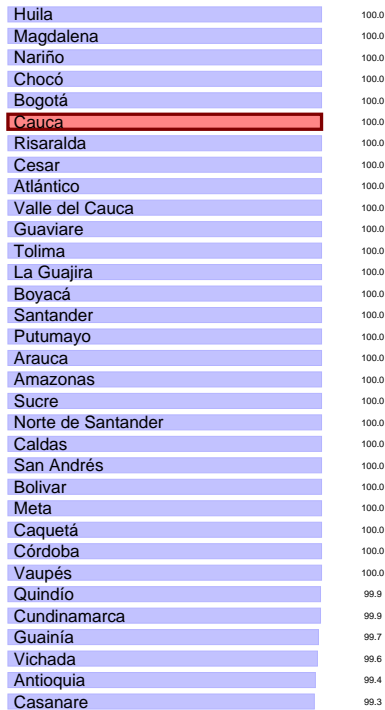 Huila 100.0
Magdalena 100.0
Nariño 100.0
Chocó 100.0
Bogotá 100.0
Cauca 100.0
Risaralda 100.0
Cesar 100.0
Atlántico 100.0
Valle del Cauca 100.0
Guaviare 100.0
Tolima 100.0
La Guajira 100.0
Boyacá 100.0
Santander 100.0
Putumayo 100.0
Arauca 100.0
Amazonas 100.0
Sucre 100.0
Norte de Santander 100.0
Caldas 100.0
San Andrés 100.0
Bolivar 100.0
Meta 100.0
Caquetá 100.0
Córdoba 100.0
Vaupés 100.0
Quindío 99.9
Cundinamarca 99.9
Guainía 99.7
Vichada 99.6
Antioquia 99.4
Casanare 99.3